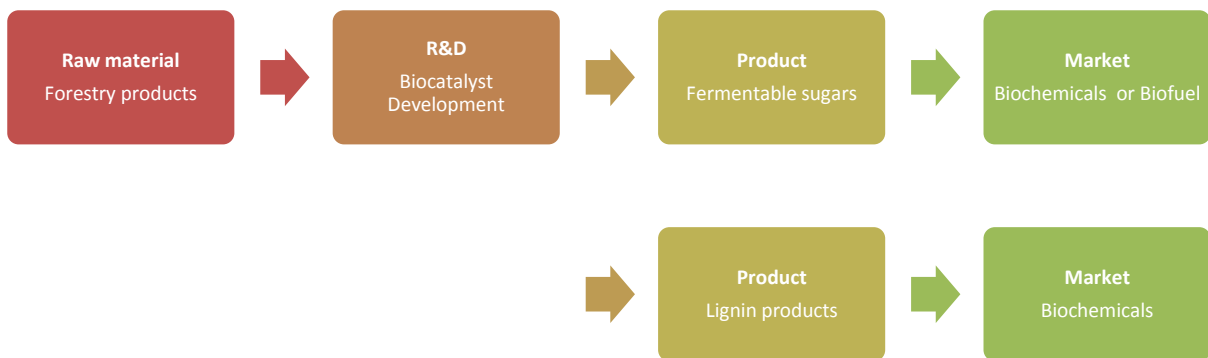 Raw material
Forestry products
R&D
Biocatalyst
Development
Product
Fermentable sugars
Market
Biochemicals  or Biofuel
Product
Lignin products
Market
Biochemicals